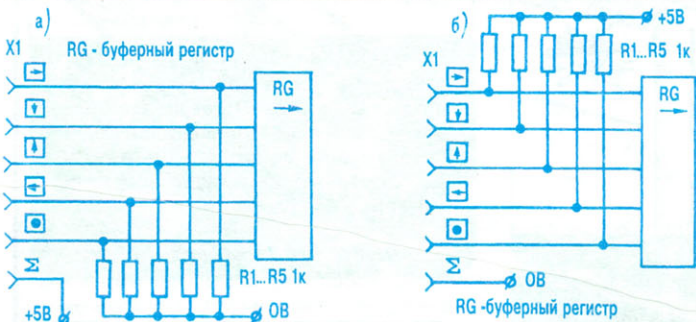 а)
RG - буферный регистр
X1
RG
Σ
+5В
R1...R5 1к
0В
б)
+5В
X1
R1...R5 1к
RG
Σ
0В
RG -буферный регистр